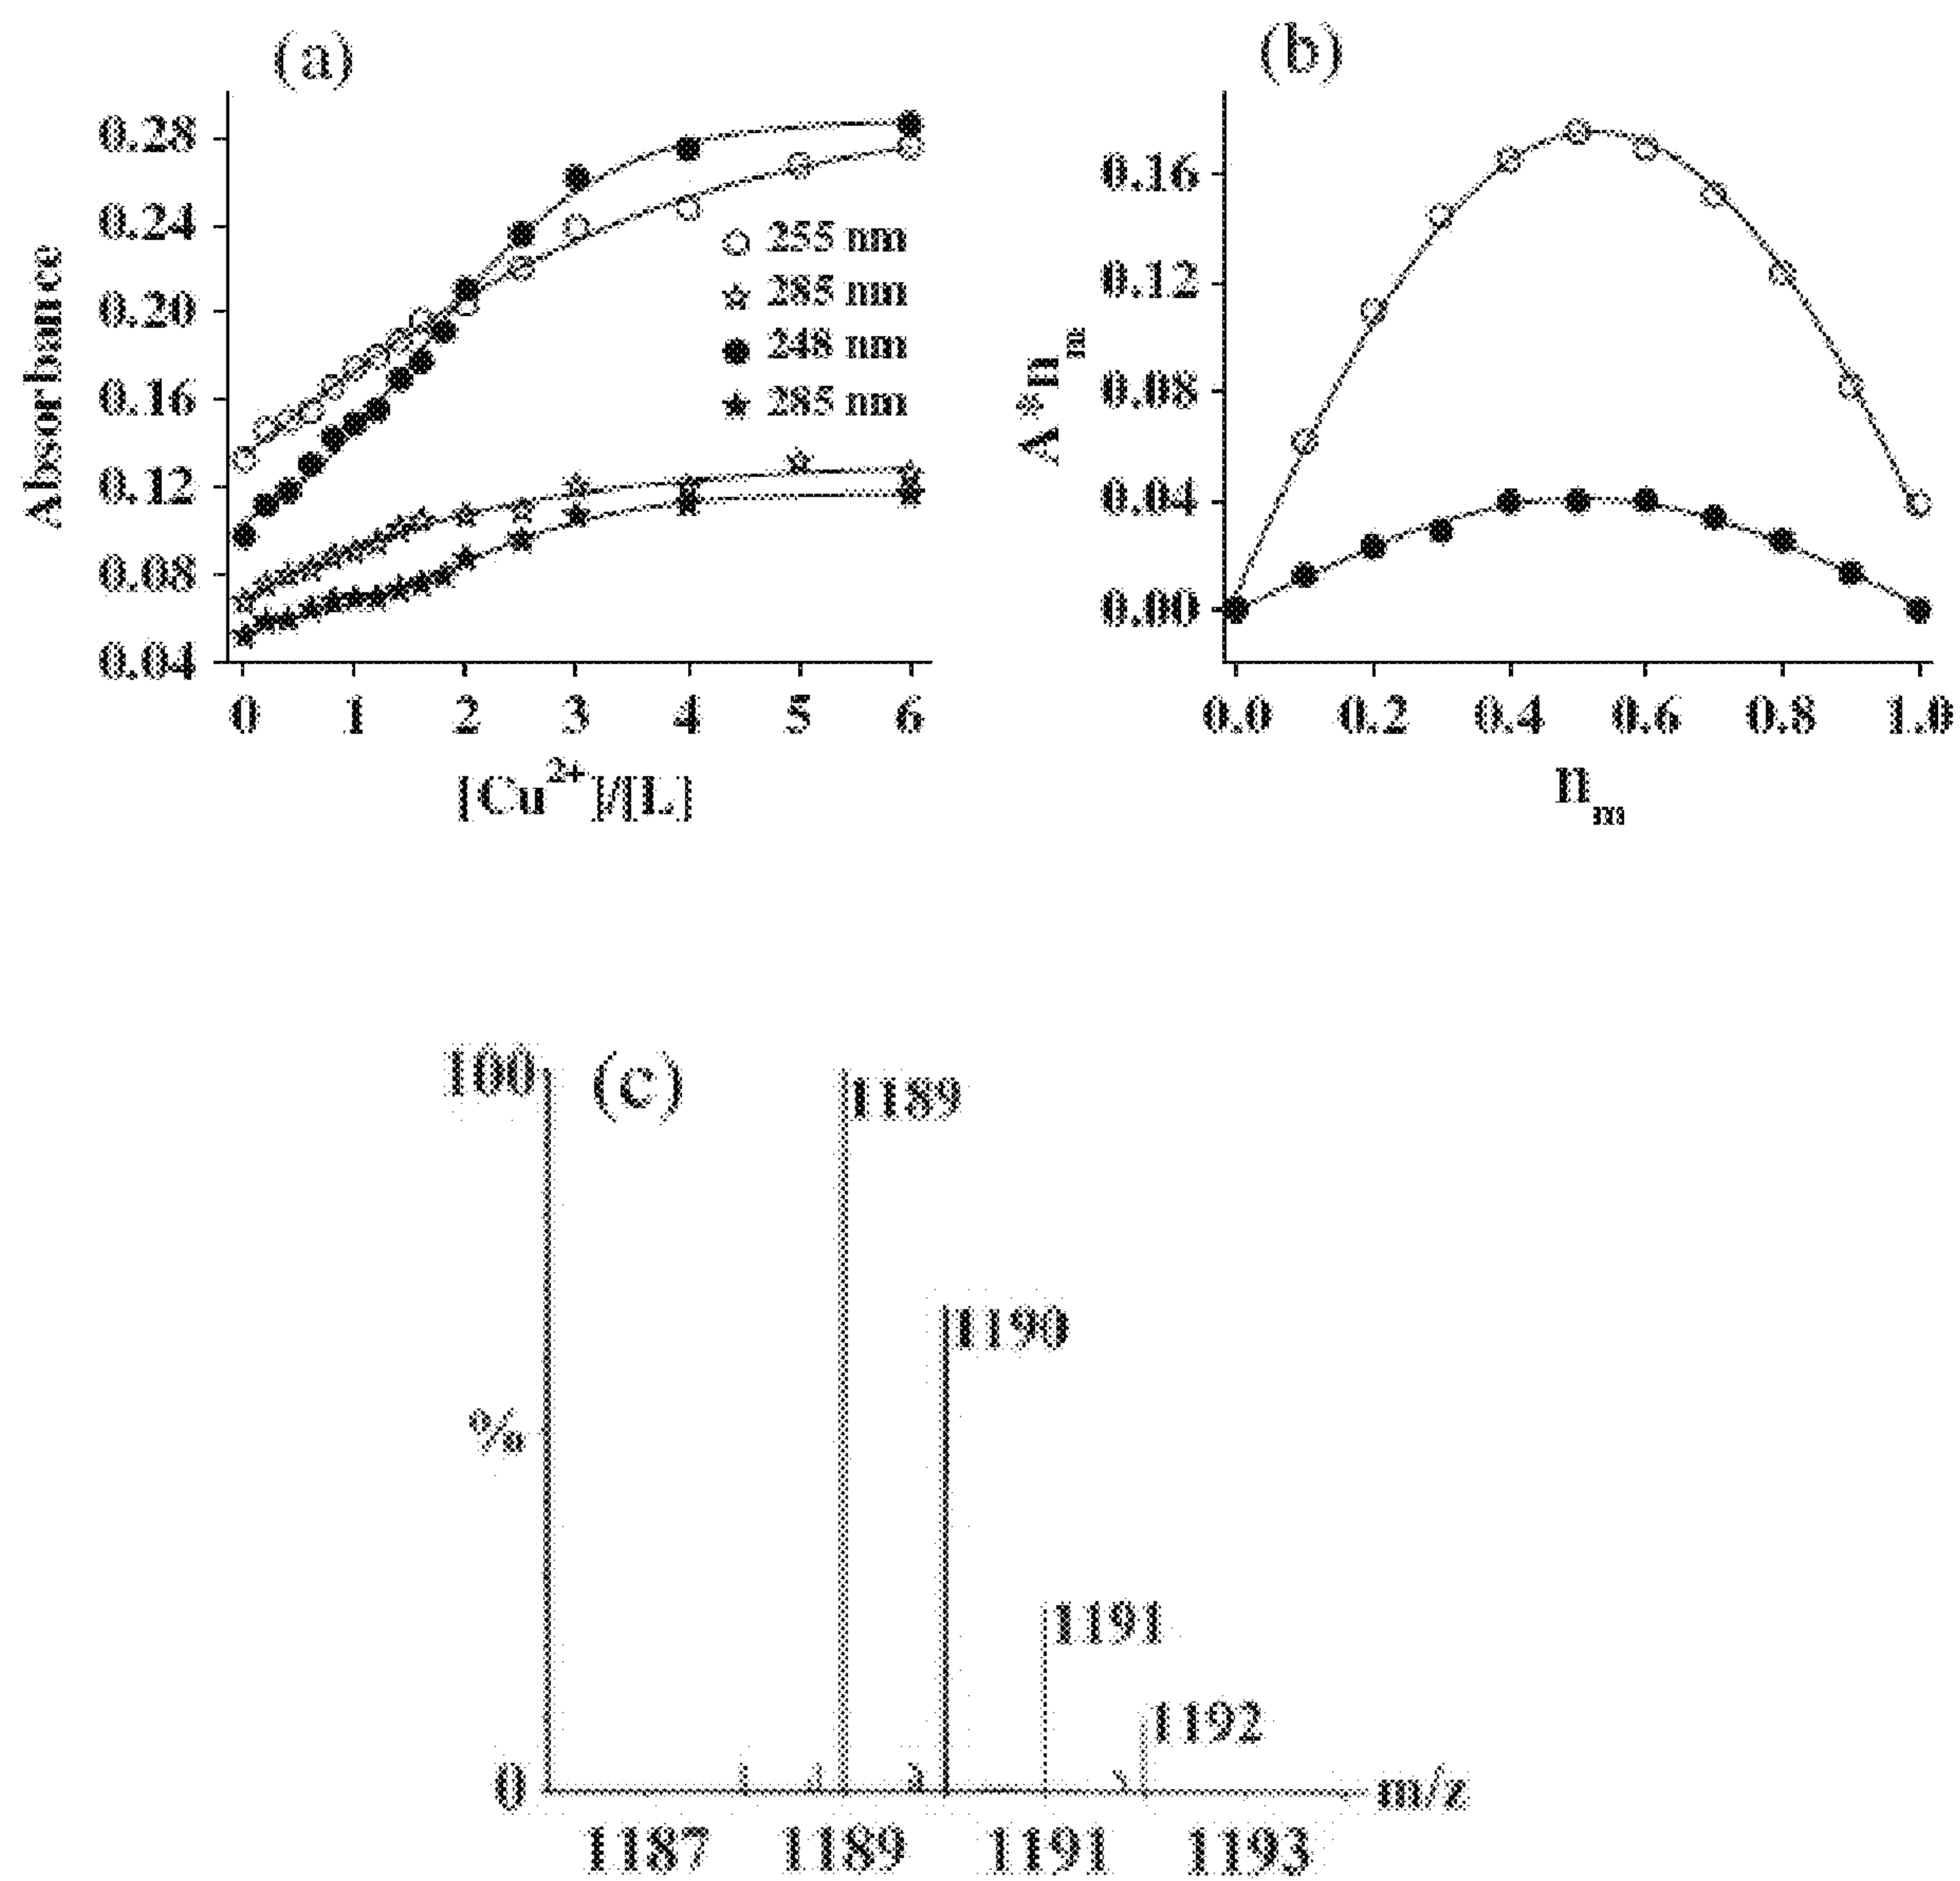 (a)
0.28
0.24
0.20
0.16
0.12
0.08
0.04
Absorbance
255 nm
285 nm
248 nm
285 nm
0 1 2 3 4 5 6
[Cu2+]/[L]
(b)
0.16
0.12
0.08
0.04
0.00
A*nm
0.0 0.2 0.4 0.6 0.8 1.0
nm
(c)
100
%
0
1189
1190
1191
1192
m/z
1187 1189 1191 1193